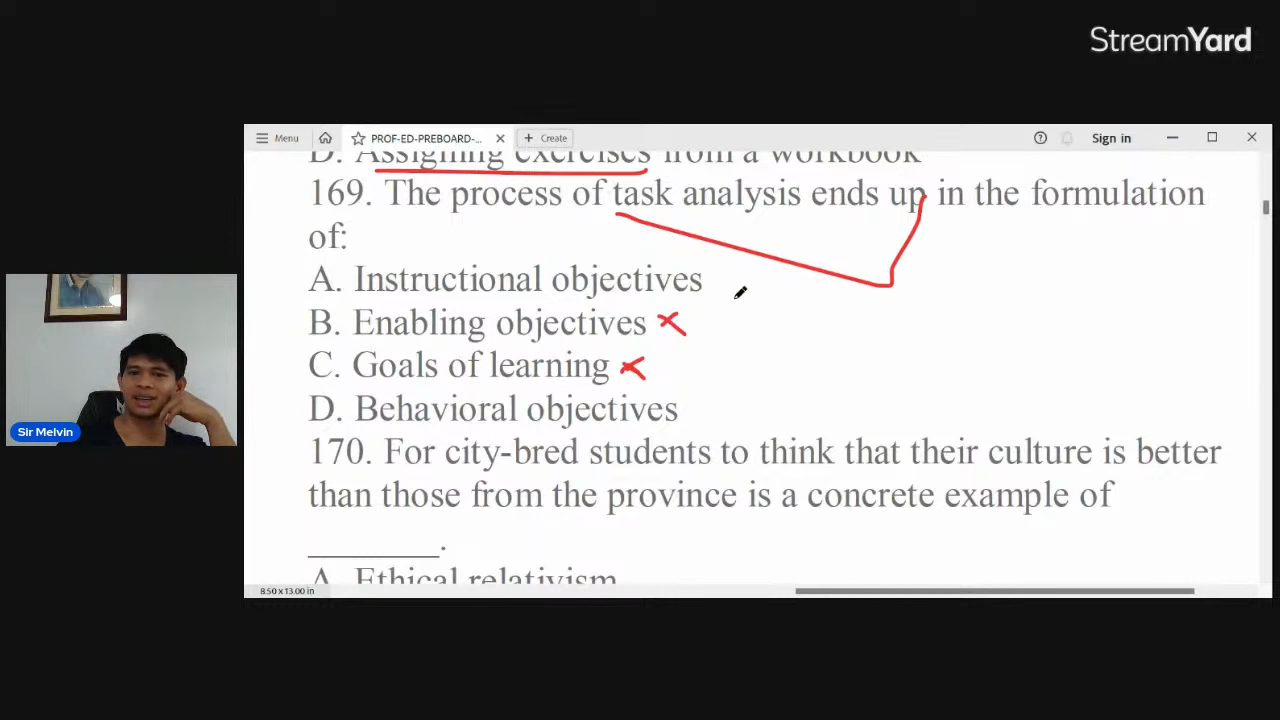 StreamYard
Menu
PROF-ED-PREBOARD-...
Create
Sign in
D. Assigning exercises from a workbook
169. The process of task analysis ends up in the formulation
of:
A. Instructional objectives
B. Enabling objectives
C. Goals of learning
D. Behavioral objectives
170. For city-bred students to think that their culture is better
than those from the province is a concrete example of
________.
A. Ethical relativism
8.50 x 13.00 in
Sir Melvin